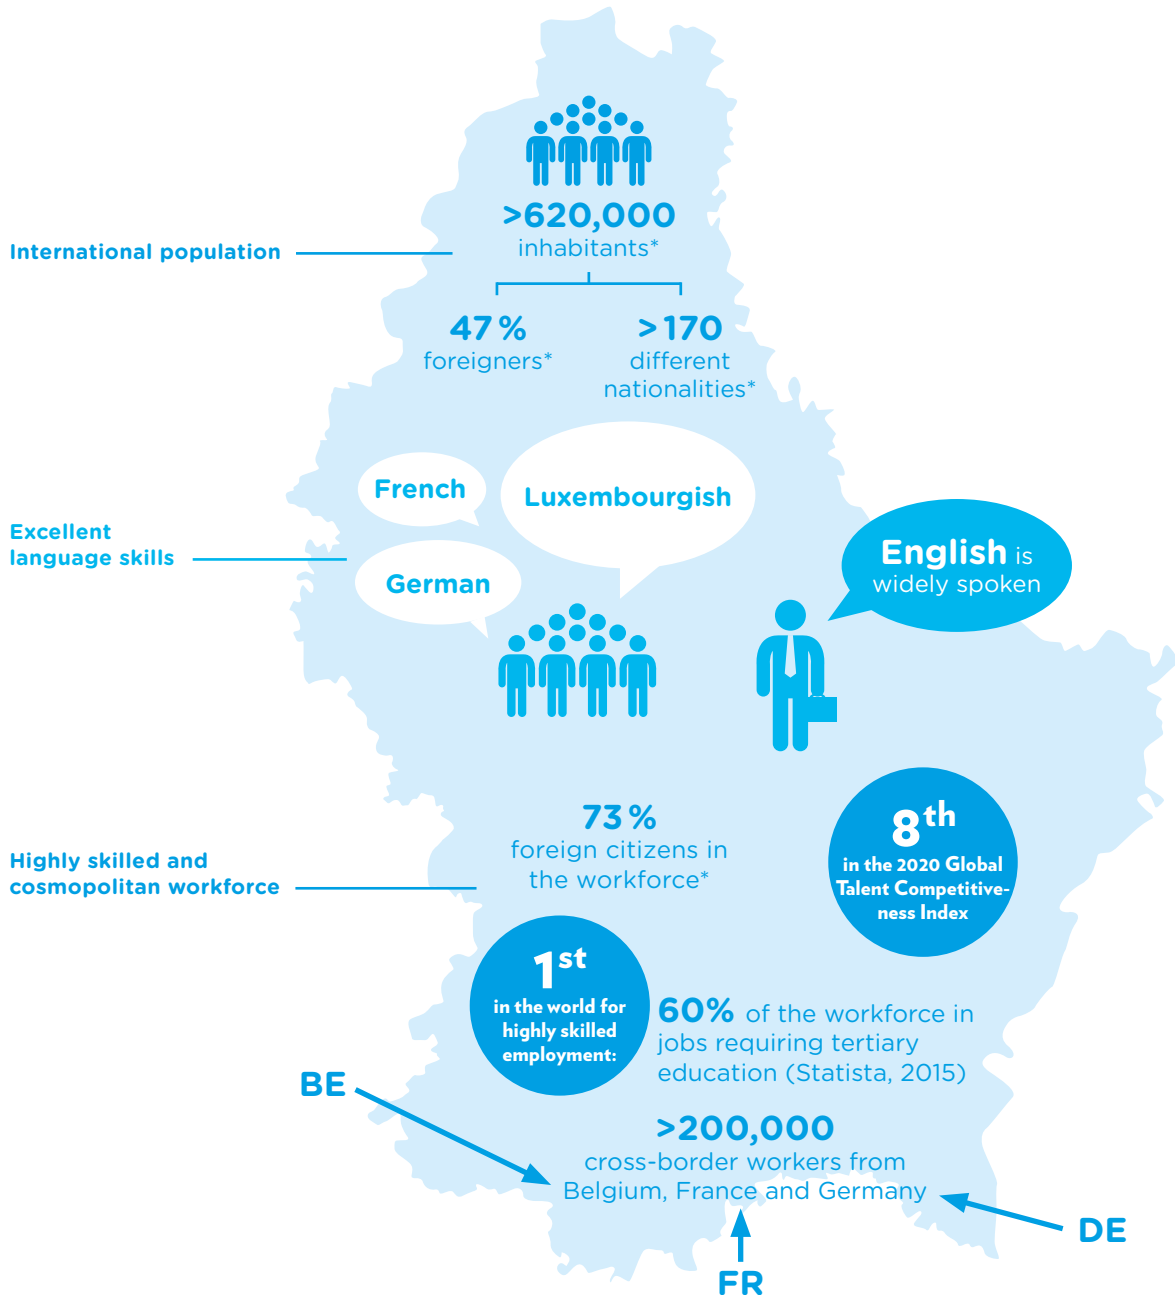 >620,000
inhabitants*
International population
47 %
foreigners*
> 170
different
nationalities*
French
Luxembourgish
German
Excellent
language skills
English is
widely spoken
Highly skilled and
cosmopolitan workforce
73 %
foreign citizens in
the workforce*
8th
in the 2020 Global
Talent Competitive-
ness Index
1st
in the world for
highly skilled
employment:
60% of the workforce in
jobs requiring tertiary
education (Statista, 2015)
BE
>200,000
cross-border workers from
Belgium, France and Germany
DE
FR